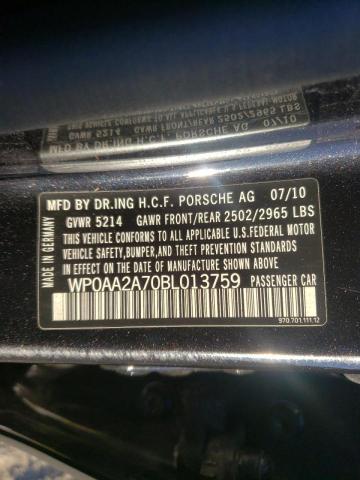 MFD BY DR.ING H.C.F. PORSCHE AG 07/10
GVWR 5214 GAWR FRONT/REAR 2502/2965 LBS
THIS VEHICLE CONFORMS TO ALL APPLICABLE U.S.FEDERAL MOTOR
VEHICLE SAFETY,BUMPER,AND THEFT PREVENTION STANDARDS
IN EFFECT ON THE DATE OF MANUFACTURE SHOWN ABOVE
WP0AA2A70BL013759 PASSENGER CAR
MADE IN GERMANY
970.701.111.12